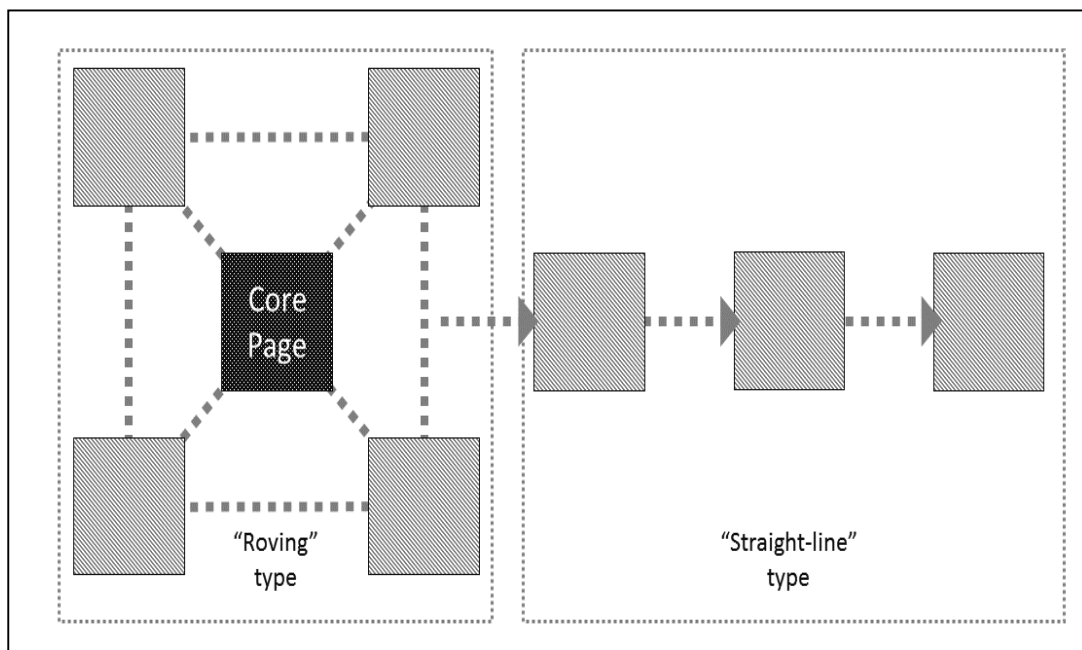 Core
Page
“Roving”
type
“Straight-line”
type